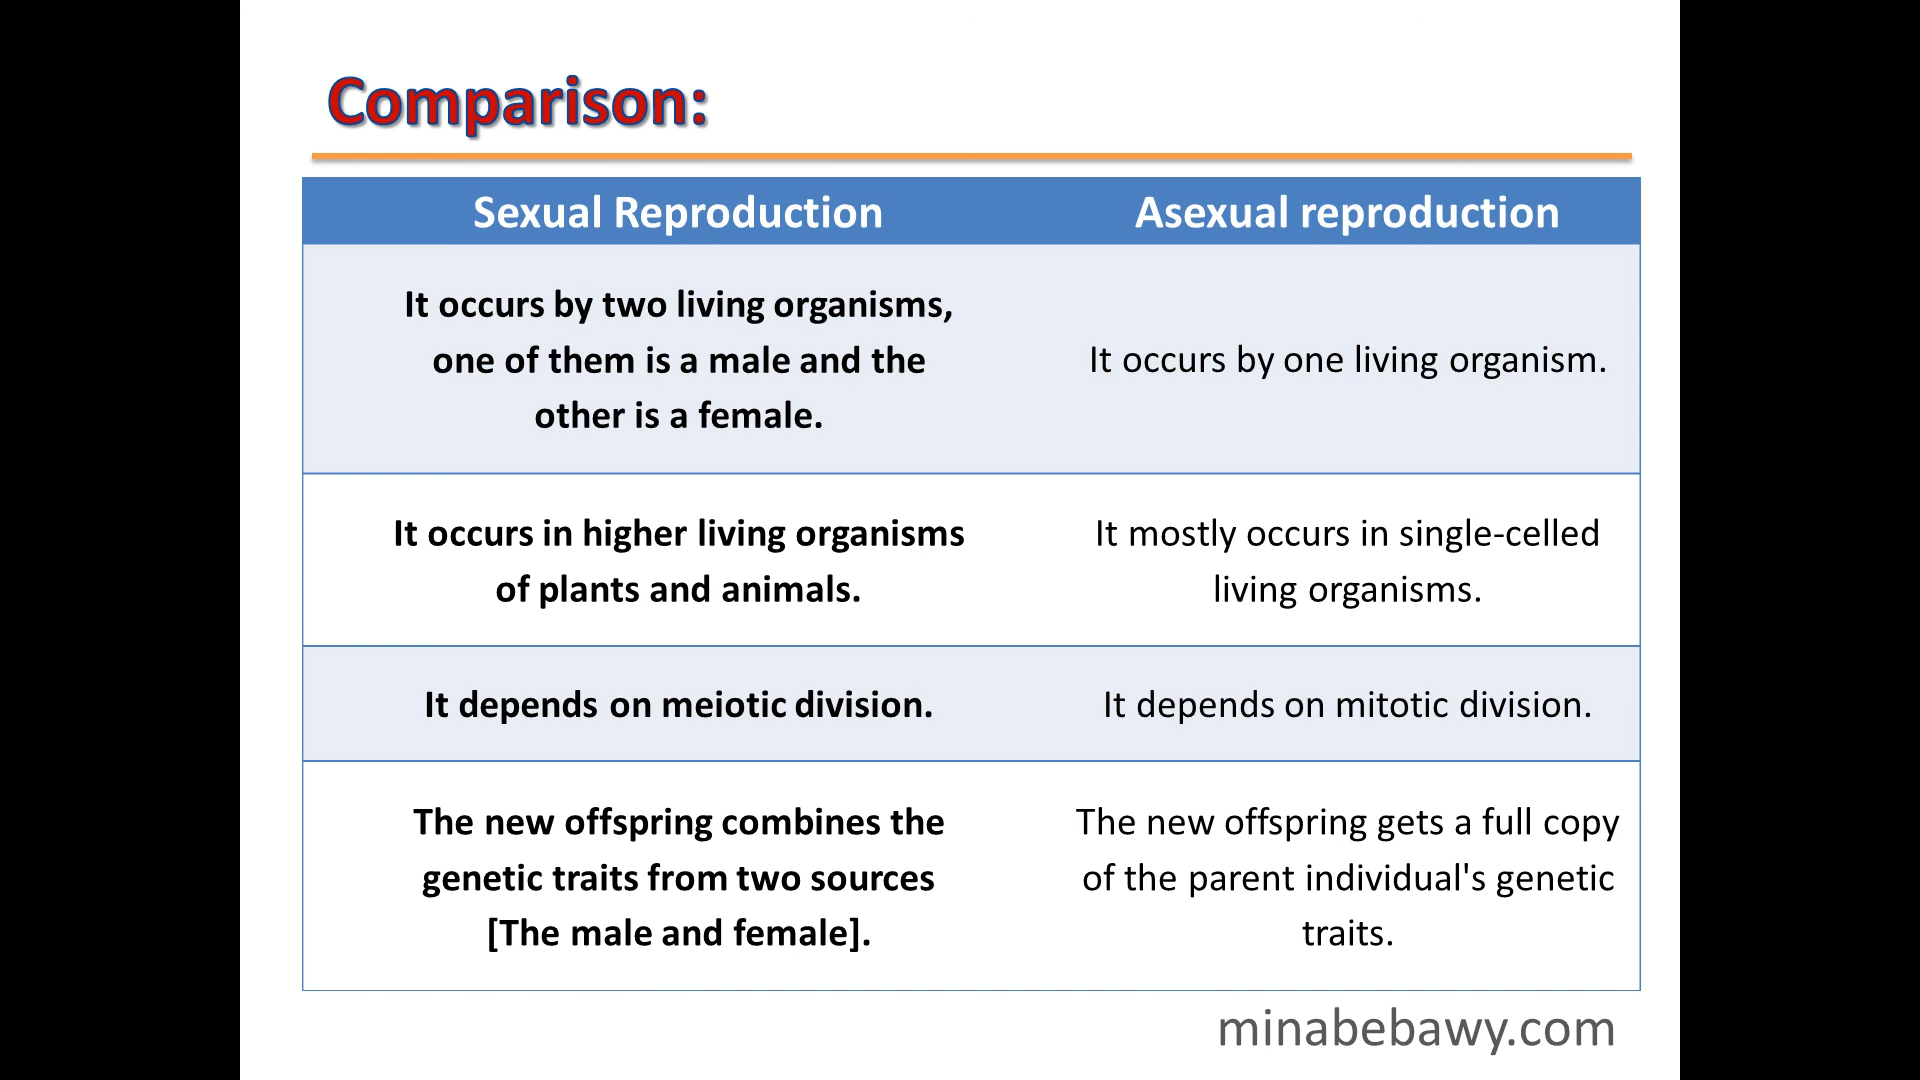 Comparison:
Sexual Reproduction
Asexual reproduction
It occurs by two living organisms,
one of them is a male and the
other is a female.
It occurs by one living organism.
It occurs in higher living organisms
of plants and animals.
It mostly occurs in single-celled
living organisms.
It depends on meiotic division.
It depends on mitotic division.
The new offspring combines the
genetic traits from two sources
[The male and female].
The new offspring gets a full copy
of the parent individual's genetic
traits.
minabebawy.com